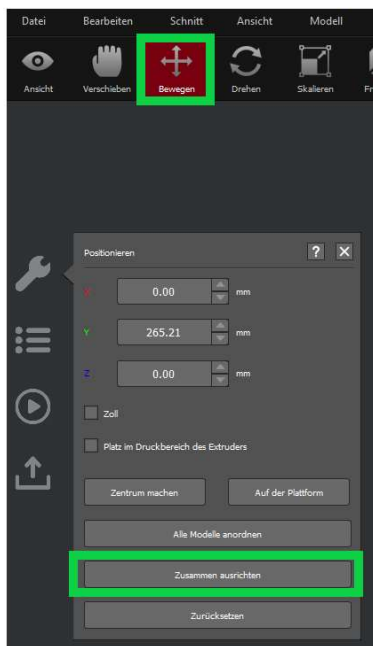 Datei Bearbeiten Schnitt Ansicht Modell
Ansicht Verschieben Bewegen Drehen Skalieren
Positionieren ? X
X 0.00 mm
Y 265.21 mm
Z 0.00 mm
Zoll
Platz im Druckbereich des Extruders
Zentrum machen Auf der Plattform
Alle Modelle anordnen
Zusammen ausrichten
Zurücksetzen